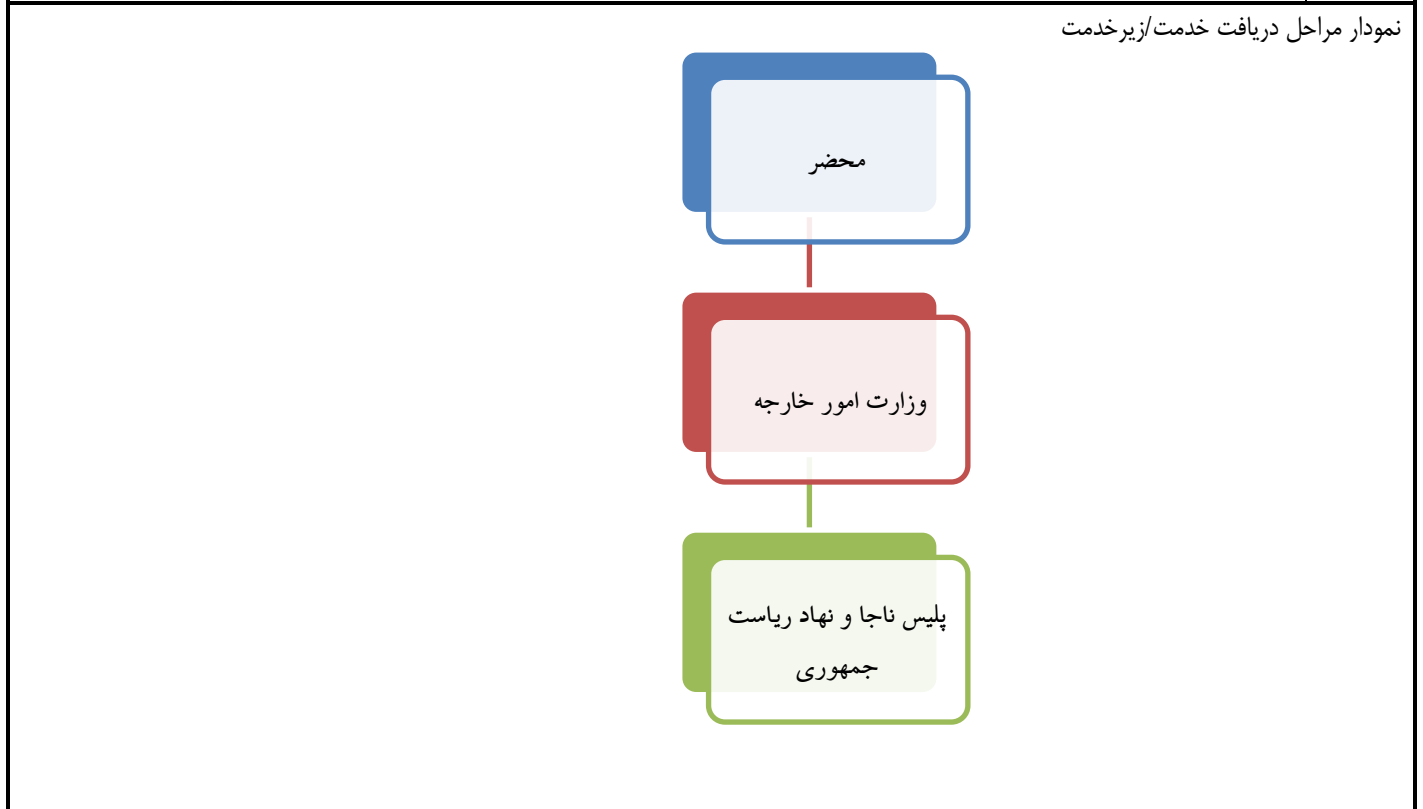 نمودار مراحل دریافت خدمت/زیرخدمت
محضر
وزارت امور خارجه
پلیس ناجا و نهاد ریاست
جمهوری